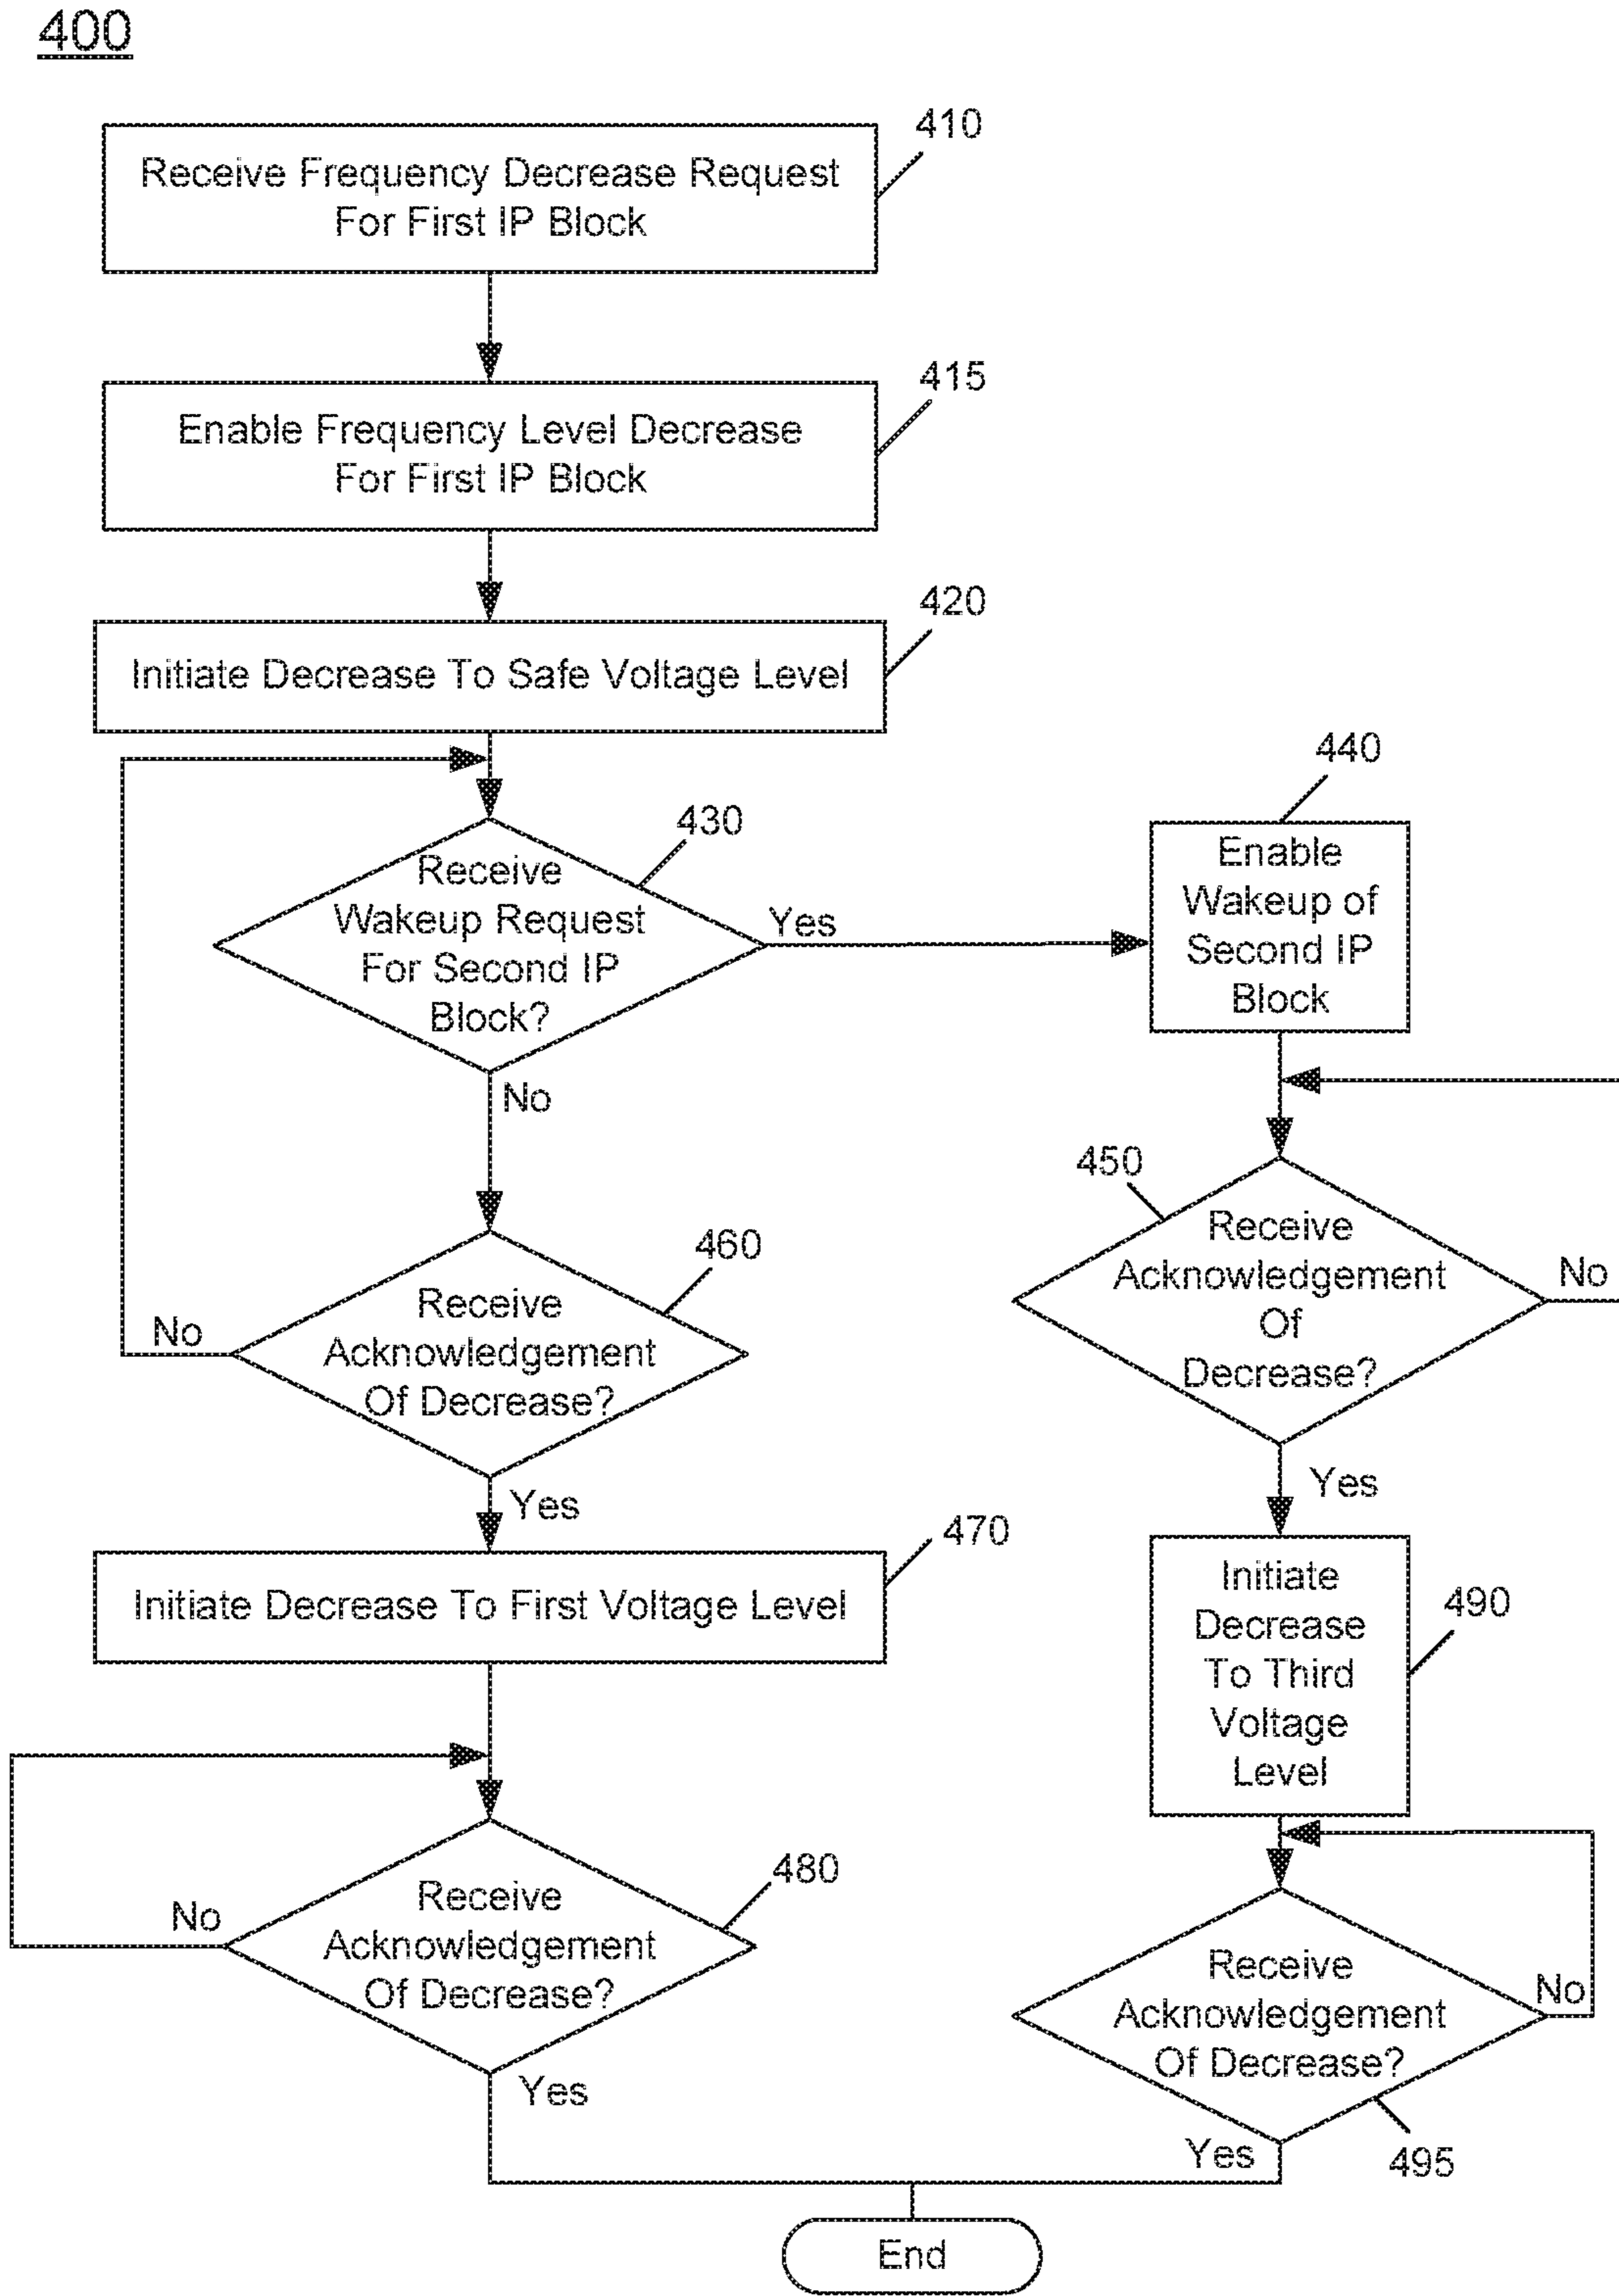 400
410
Receive Frequency Decrease Request
For First IP Block
415
Enable Frequency Level Decrease
For First IP Block
420
Initiate Decrease To Safe Voltage Level
430
Receive
Wakeup Request
For Second IP
Block?
Yes
No
440
Enable
Wakeup of
Second IP
Block
450
Receive
Acknowledgement
Of
Decrease?
No
Yes
460
Receive
Acknowledgement
Of Decrease?
No
Yes
470
Initiate Decrease To First Voltage Level
490
Initiate
Decrease
To Third
Voltage
Level
480
Receive
Acknowledgement
Of Decrease?
No
Yes
Receive
Acknowledgement
Of Decrease?
No
Yes
495
End